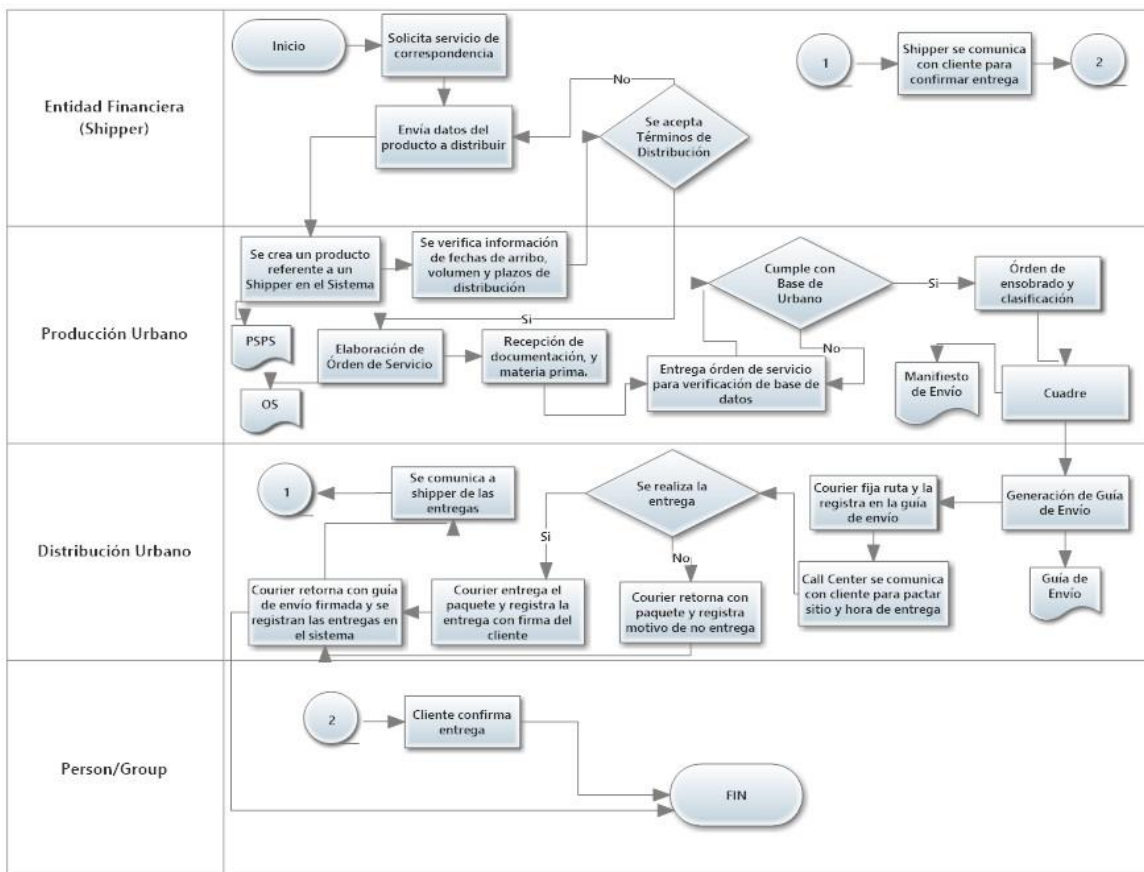 Entidad Financiera
(Shipper)
Inicio
Solicita servicio de
correspondencia
Envía datos del
producto a distribuir
No
Se acepta
Términos de
Distribución
1
Shipper se comunica
con cliente para
confirmar entrega
2
Producción Urbano
Se crea un producto
referente a un
Shipper en el Sistema
Se verifica información
de fechas de arribo,
volumen y plazos de
distribución
Si
PSPS
Elaboración de
Órden de Servicio
OS
Recepción de
documentación, y
materia prima.
Cumple con
Base de
Urbano
Si
No
Entrega órden de servicio
para verificación de base de
datos
Órden de
ensobrado y
clasificación
Manifiesto
de Envío
Cuadre
Distribución Urbano
1
Se comunica a
shipper de las
entregas
Se realiza la
entrega
Si
No
Courier fija ruta y la
registra en la guía
de envío
Generación de Guía
de Envío
Guía de
Envío
Call Center se comunica
con cliente para pactar
sitio y hora de entrega
Courier retorna con
paquete y registra
motivo de no entrega
Courier entrega el
paquete y registra la
entrega con firma del
cliente
Courier retorna con guía
de envío firmada y se
registran las entregas en
el sistema
Person/Group
2
Cliente confirma
entrega
FIN